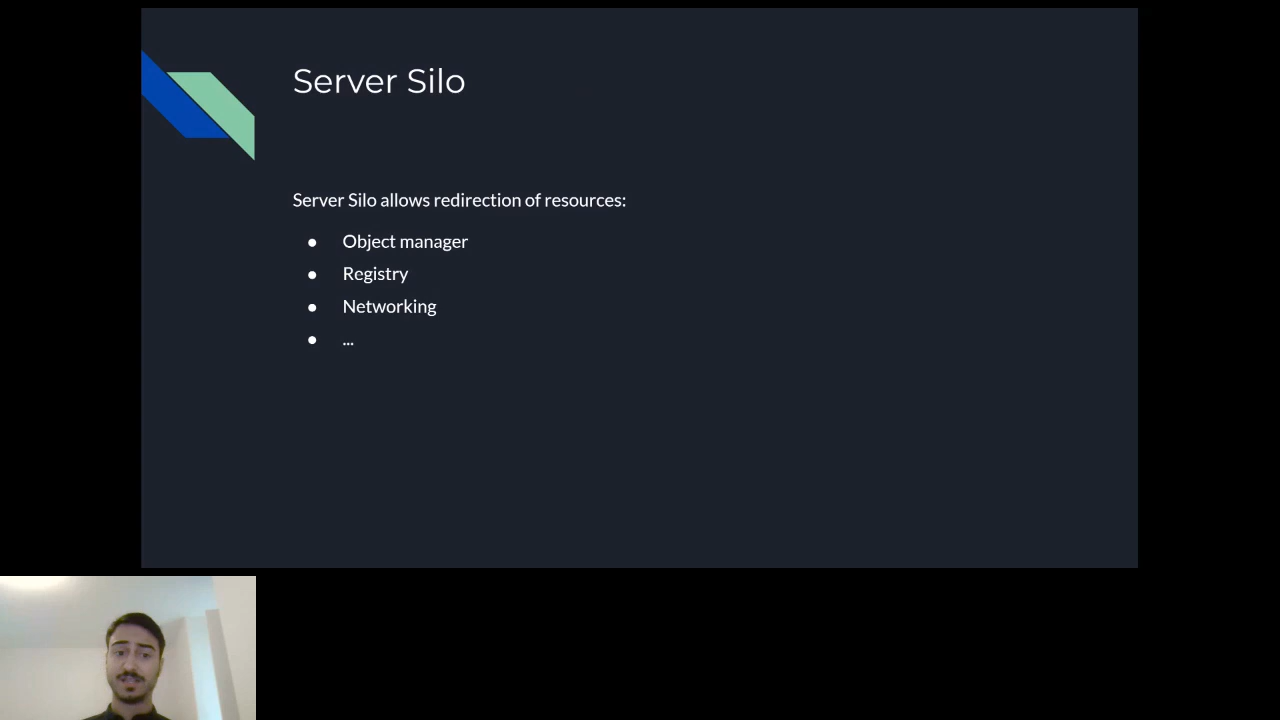 Server Silo
Server Silo allows redirection of resources:
● Object manager
● Registry
● Networking
● ...